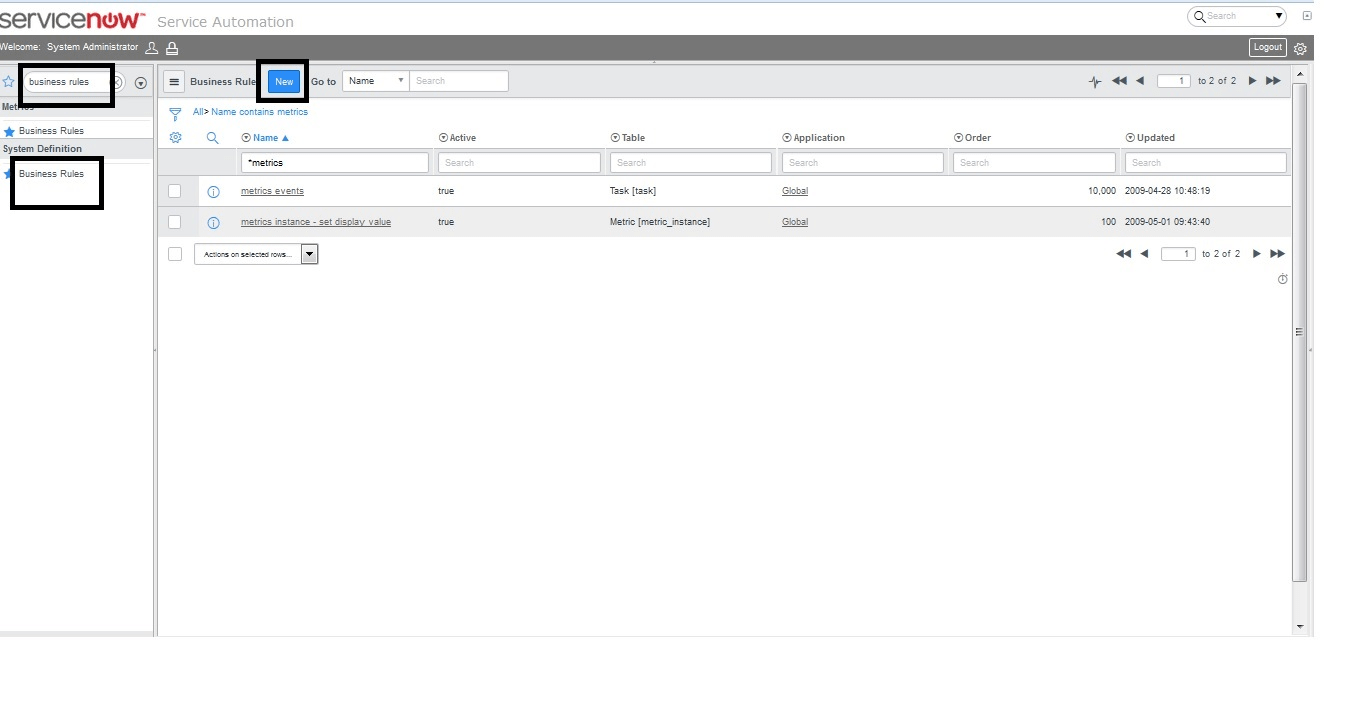 servicenow™ Service Automation
Search
Welcome: System Administrator
Logout
business rules
Business Rule New Go to Name Search
1 to 2 of 2
Metrics
All> Name contains metrics
Business Rules
Name Active Table Application Order Updated
System Definition
*metrics Search Search Search Search Search
Business Rules
metrics events true Task [task] Global 10,000 2009-04-28 10:48:19
metrics instance - set display value true Metric [metric_instance] Global 100 2009-05-01 09:43:40
Actions on selected rows...
1 to 2 of 2